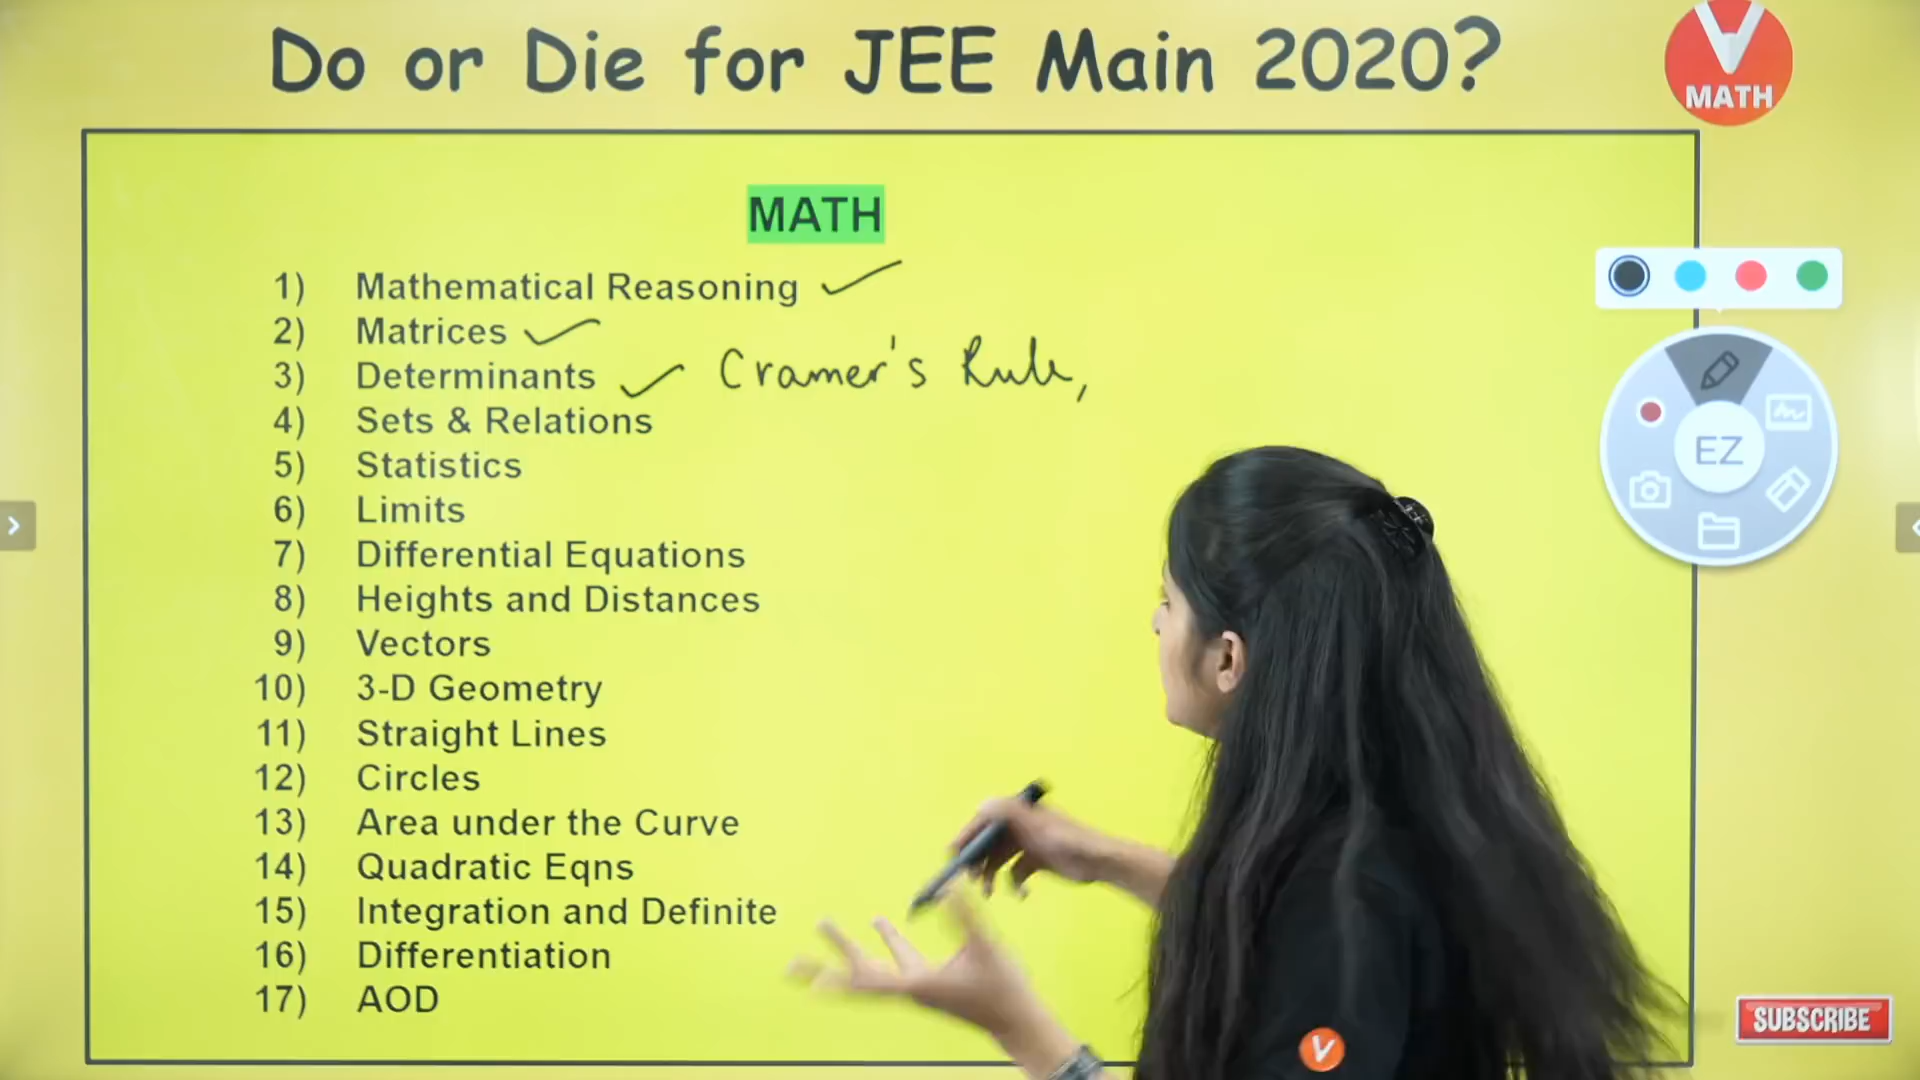 Do or Die for JEE Main 2020?
MATH
MATH
1) Mathematical Reasoning
2) Matrices
3) Determinants Cramer's Rule,
4) Sets & Relations
5) Statistics
6) Limits
7) Differential Equations
8) Heights and Distances
9) Vectors
10) 3-D Geometry
11) Straight Lines
12) Circles
13) Area under the Curve
14) Quadratic Eqns
15) Integration and Definite
16) Differentiation
17) AOD
EZ
SUBSCRIBE